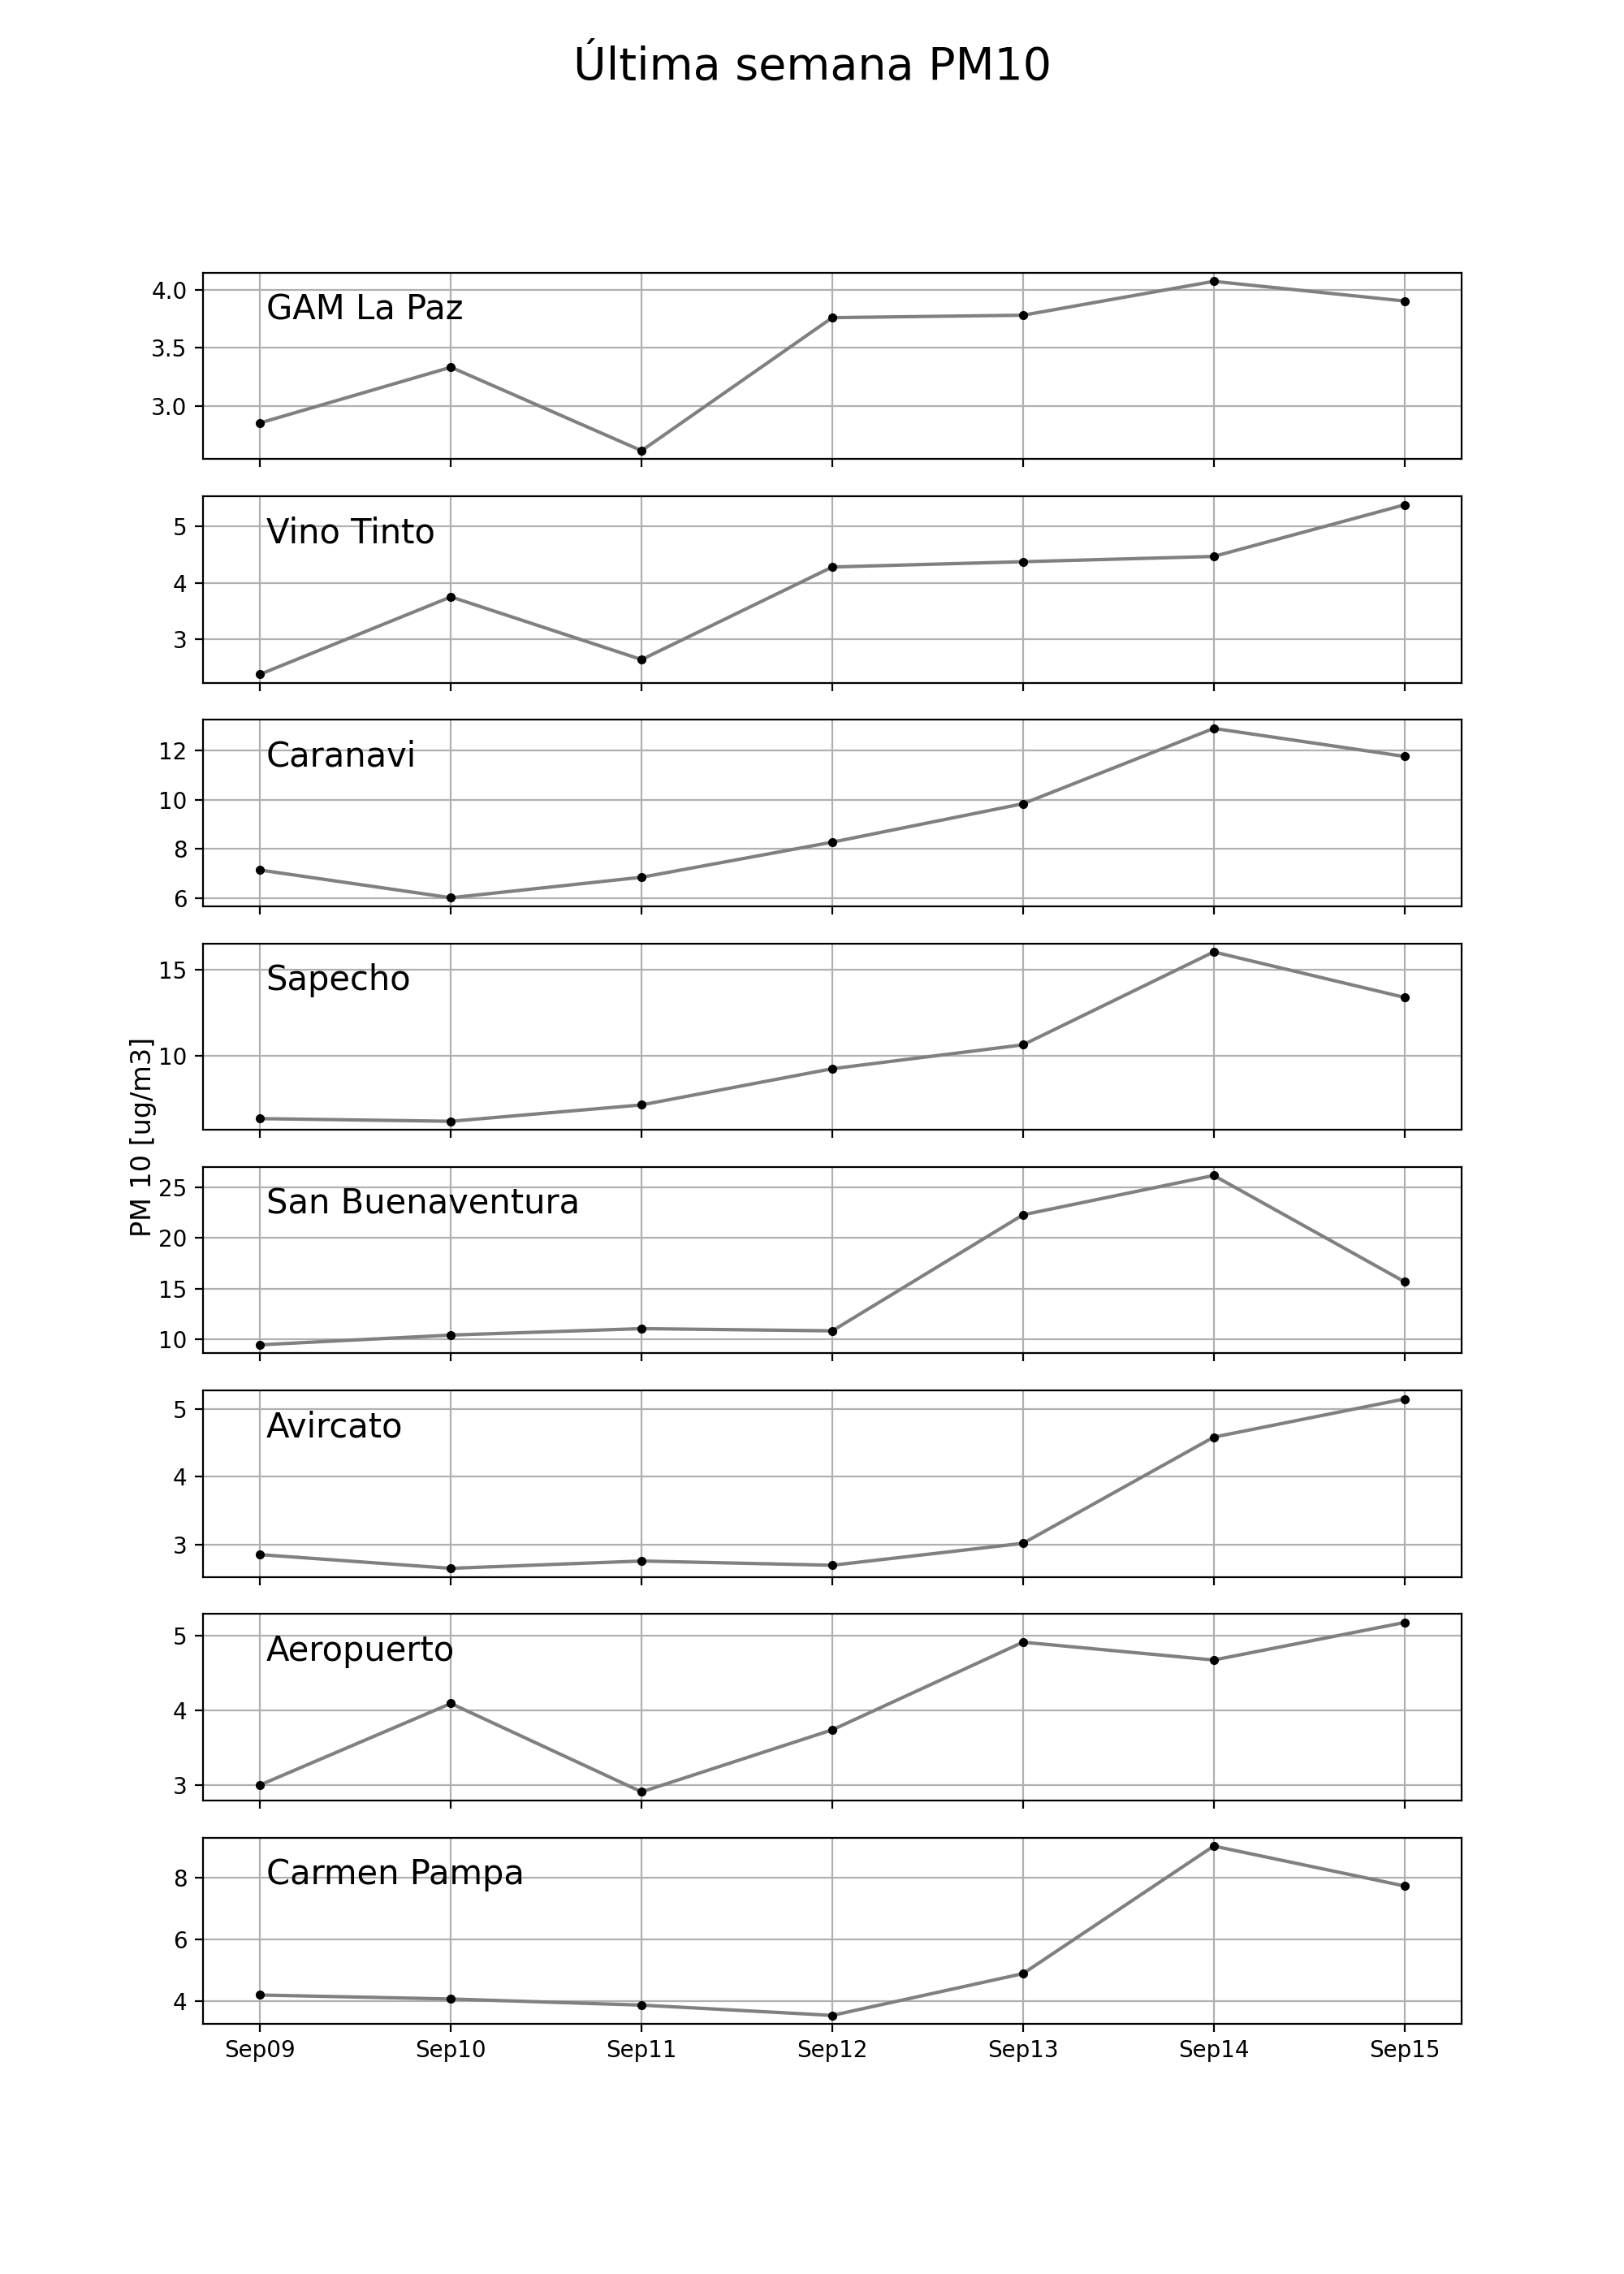 Última semana PM10
PM 10 [ug/m3]
GAM La Paz
4.0
3.5
3.0
Vino Tinto
5
4
3
Caranavi
12
10
8
6
Sapecho
15
10
San Buenaventura
25
20
15
10
Avircato
5
4
3
Aeropuerto
5
4
3
Carmen Pampa
8
6
4
Sep09 Sep10 Sep11 Sep12 Sep13 Sep14 Sep15